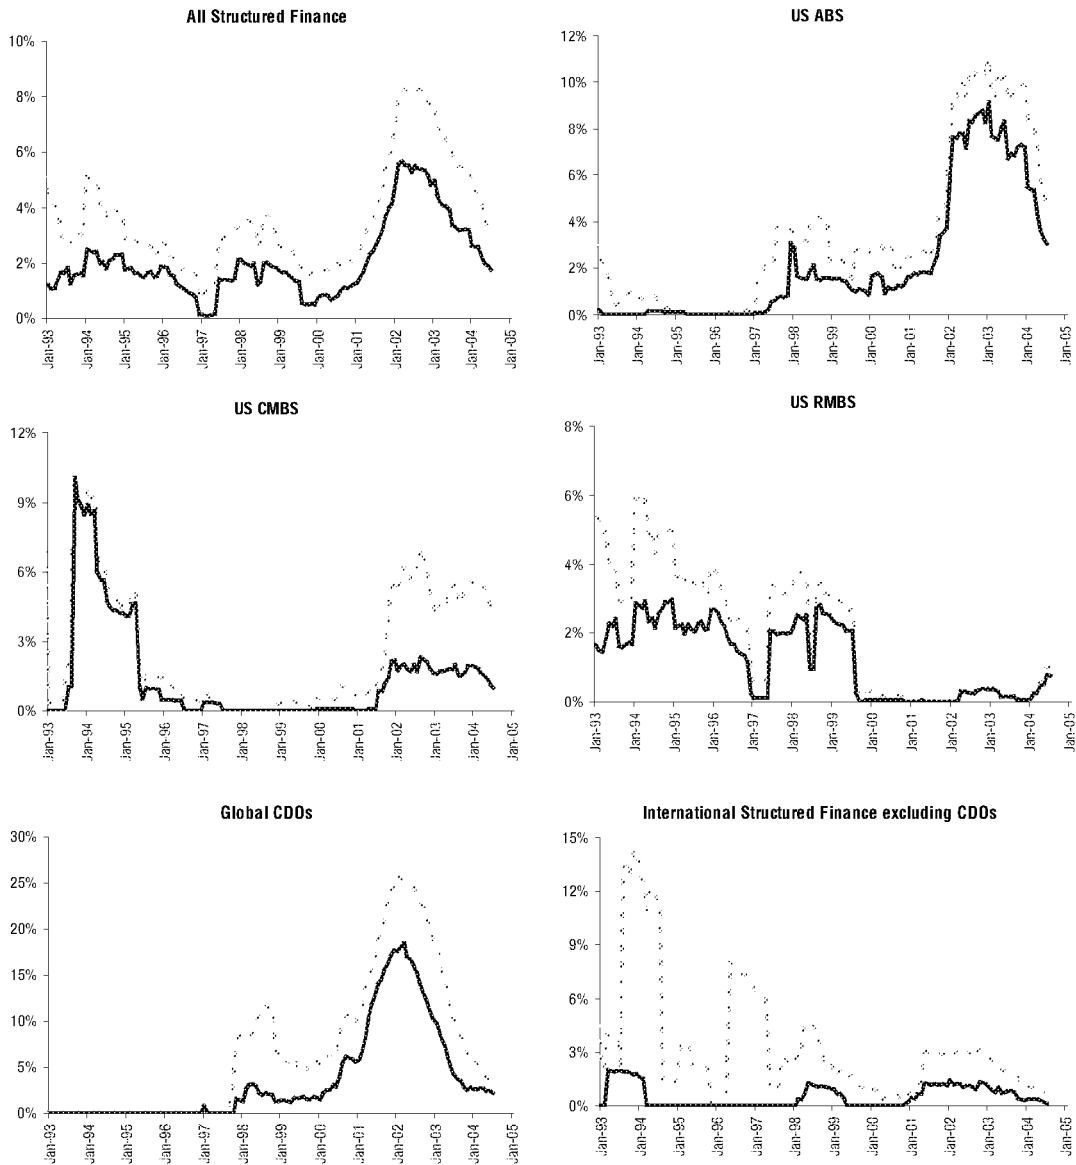 All Structured Finance
10%
8%
6%
4%
2%
0%
Jan-93
Jan-94
Jan-95
Jan-96
Jan-97
Jan-98
Jan-99
Jan-00
Jan-01
Jan-02
Jan-03
Jan-04
Jan-05
US ABS
12%
10%
8%
6%
4%
2%
0%
Jan-93
Jan-94
Jan-95
Jan-96
Jan-97
Jan-98
Jan-99
Jan-00
Jan-01
Jan-02
Jan-03
Jan-04
Jan-05
US CMBS
12%
9%
6%
3%
0%
Jan-93
Jan-94
Jan-95
Jan-96
Jan-97
Jan-98
Jan-99
Jan-00
Jan-01
Jan-02
Jan-03
Jan-04
Jan-05
US RMBS
8%
6%
4%
2%
0%
Jan-93
Jan-94
Jan-95
Jan-96
Jan-97
Jan-98
Jan-99
Jan-00
Jan-01
Jan-02
Jan-03
Jan-04
Jan-05
Global CDOs
30%
25%
20%
15%
10%
5%
0%
Jan-93
Jan-94
Jan-95
Jan-96
Jan-97
Jan-98
Jan-99
Jan-00
Jan-01
Jan-02
Jan-03
Jan-04
Jan-05
International Structured Finance excluding CDOs
15%
12%
9%
6%
3%
0%
Jan-93
Jan-94
Jan-95
Jan-96
Jan-97
Jan-98
Jan-99
Jan-00
Jan-01
Jan-02
Jan-03
Jan-04
Jan-05